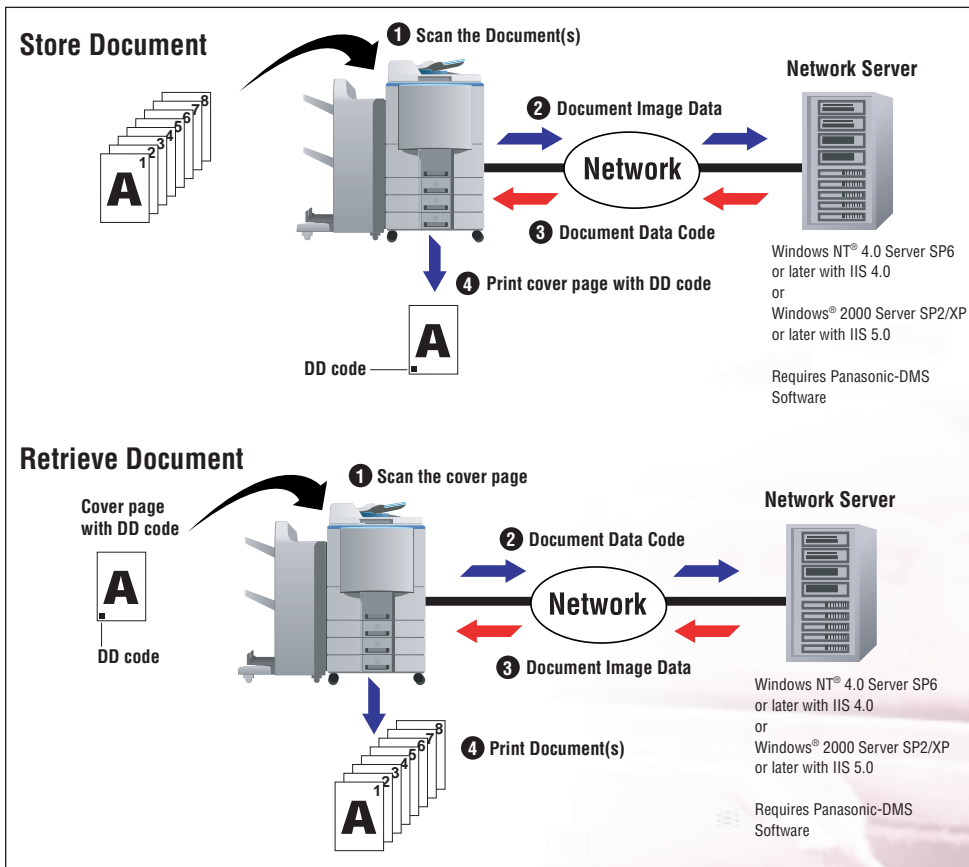 Store Document
1 Scan the Document(s)
Network Server
8
7
6
5
4
3
2
1
A
2 Document Image Data
Network
3 Document Data Code
4 Print cover page with DD code
A
DD code
Windows NT® 4.0 Server SP6
or later with IIS 4.0
or
Windows® 2000 Server SP2/XP
or later with IIS 5.0
Requires Panasonic-DMS
Software
Retrieve Document
1 Scan the cover page
Cover page
with DD code
A
DD code
Network Server
2 Document Data Code
Network
3 Document Image Data
4 Print Document(s)
8
7
6
5
4
3
2
1
A
Windows NT® 4.0 Server SP6
or later with IIS 4.0
or
Windows® 2000 Server SP2/XP
or later with IIS 5.0
Requires Panasonic-DMS
Software